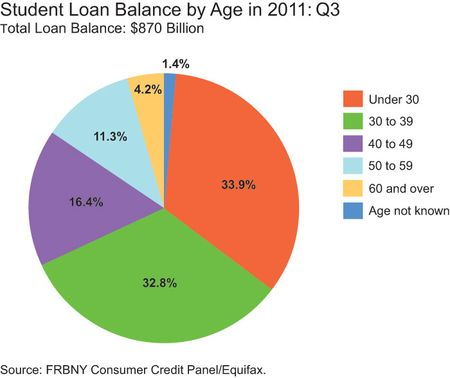 Student Loan Balance by Age in 2011: Q3
Total Loan Balance: $870 Billion
1.4%
4.2%
11.3%
33.9%
16.4%
32.8%
Under 30
30 to 39
40 to 49
50 to 59
60 and over
Age not known
Source: FRBNY Consumer Credit Panel/Equifax.